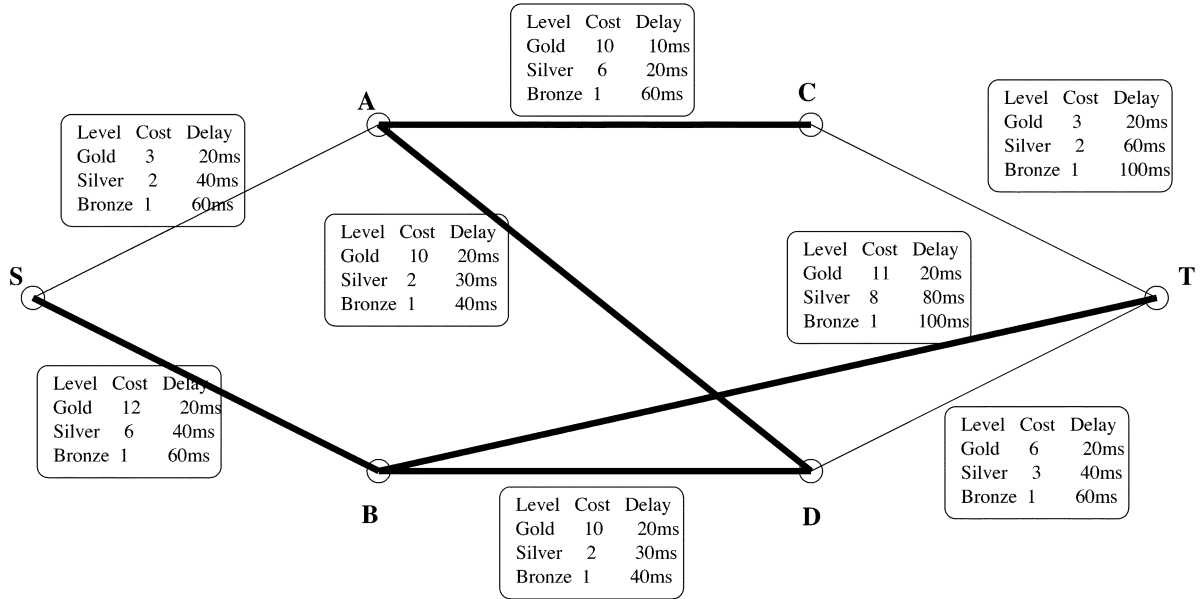 Level Cost Delay
Gold 10 10ms
Silver 6 20ms
Bronze 1 60ms
A
C
Level Cost Delay
Gold 3 20ms
Silver 2 60ms
Bronze 1 100ms
Level Cost Delay
Gold 3 20ms
Silver 2 40ms
Bronze 1 60ms
Level Cost Delay
Gold 10 20ms
Silver 2 30ms
Bronze 1 40ms
Level Cost Delay
Gold 11 20ms
Silver 8 80ms
Bronze 1 100ms
S
T
Level Cost Delay
Gold 12 20ms
Silver 6 40ms
Bronze 1 60ms
Level Cost Delay
Gold 6 20ms
Silver 3 40ms
Bronze 1 60ms
B
D
Level Cost Delay
Gold 10 20ms
Silver 2 30ms
Bronze 1 40ms